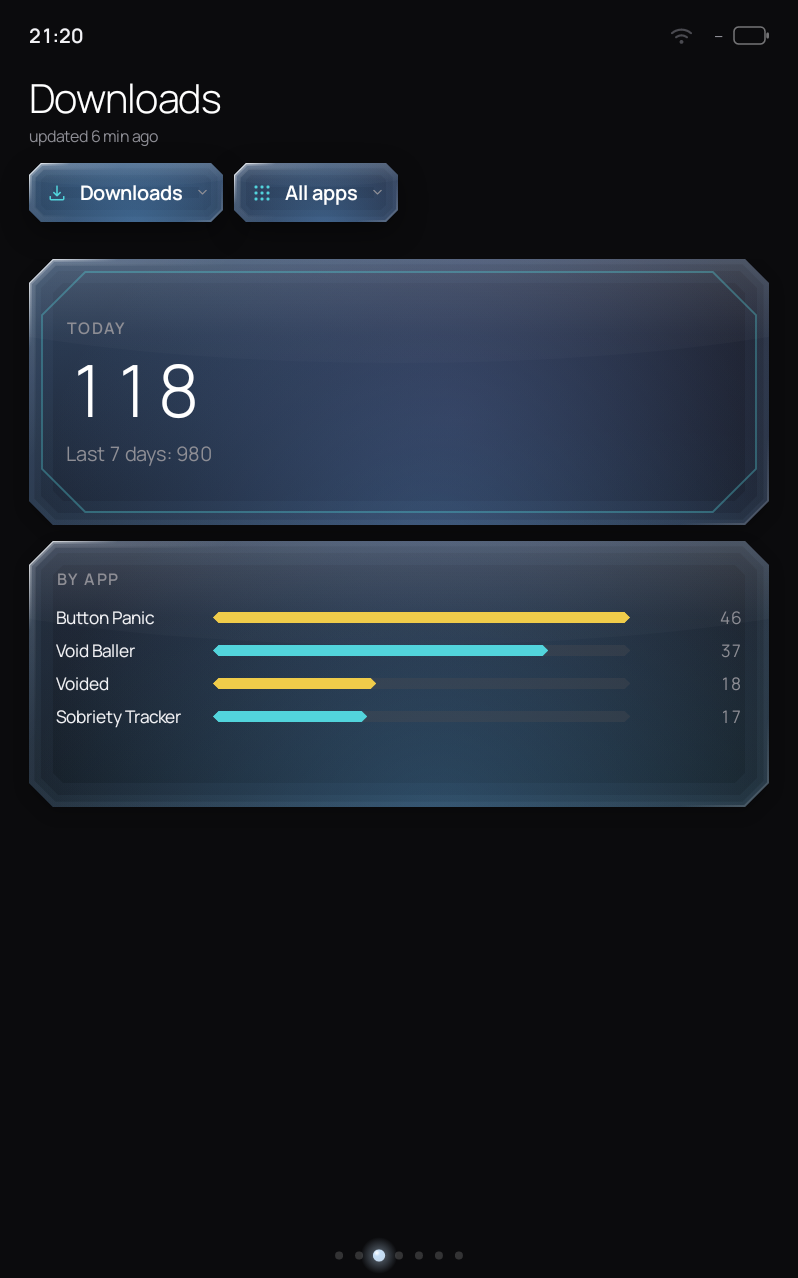 21:20
–
Downloads
updated 6 min ago
Downloads
All apps
TODAY
118
Last 7 days: 980
BY APP
Button Panic 46
Void Baller 37
Voided 18
Sobriety Tracker 17